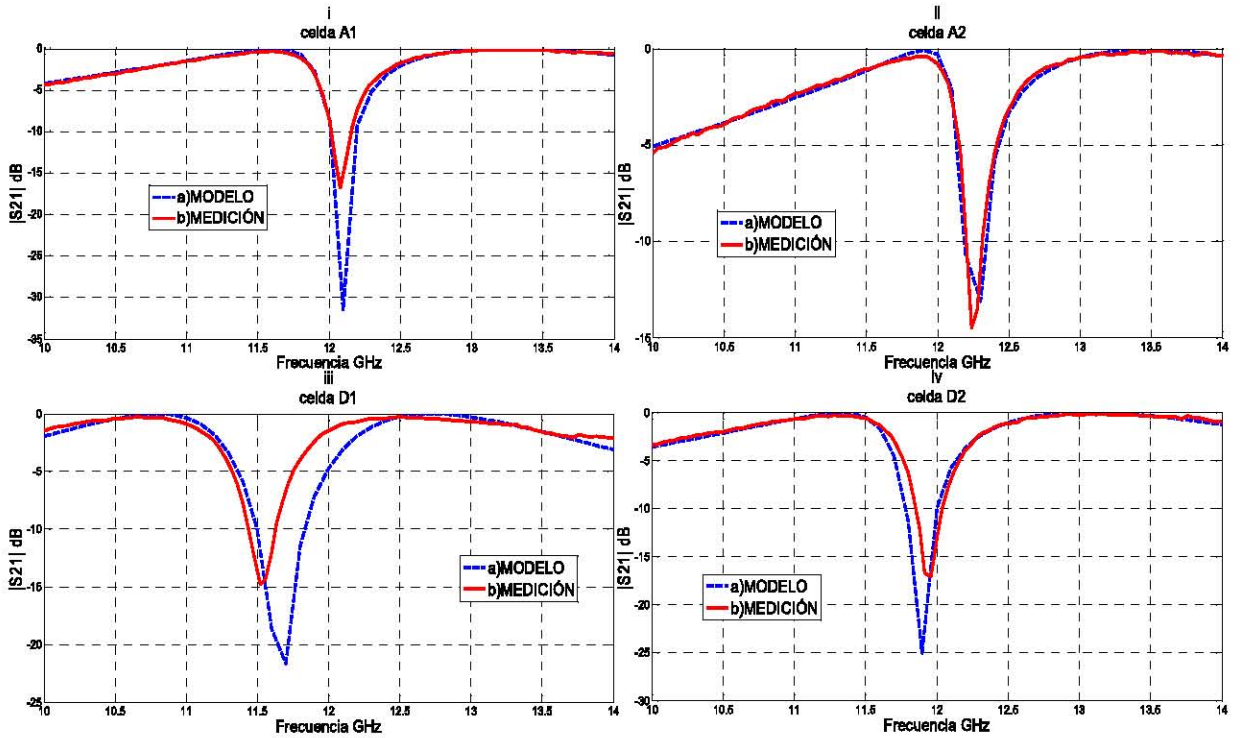 i
celda A1
0
-5
-10
-15
-20
-25
-30
-35
|S21| dB
a)MODELO
b)MEDICIÓN
10 10.5 11 11.5 12 12.5 13 13.5 14
Frecuencia GHz
ii
celda A2
0
-5
-10
-15
|S21| dB
a)MODELO
b)MEDICIÓN
10 10.5 11 11.5 12 12.5 13 13.5 14
Frecuencia GHz
iii
celda D1
0
-5
-10
-15
-20
-25
|S21| dB
a)MODELO
b)MEDICIÓN
10 10.5 11 11.5 12 12.5 13 13.5 14
Frecuencia GHz
iv
celda D2
0
-5
-10
-15
-20
-25
-30
|S21| dB
a)MODELO
b)MEDICIÓN
10 10.5 11 11.5 12 12.5 13 13.5 14
Frecuencia GHz